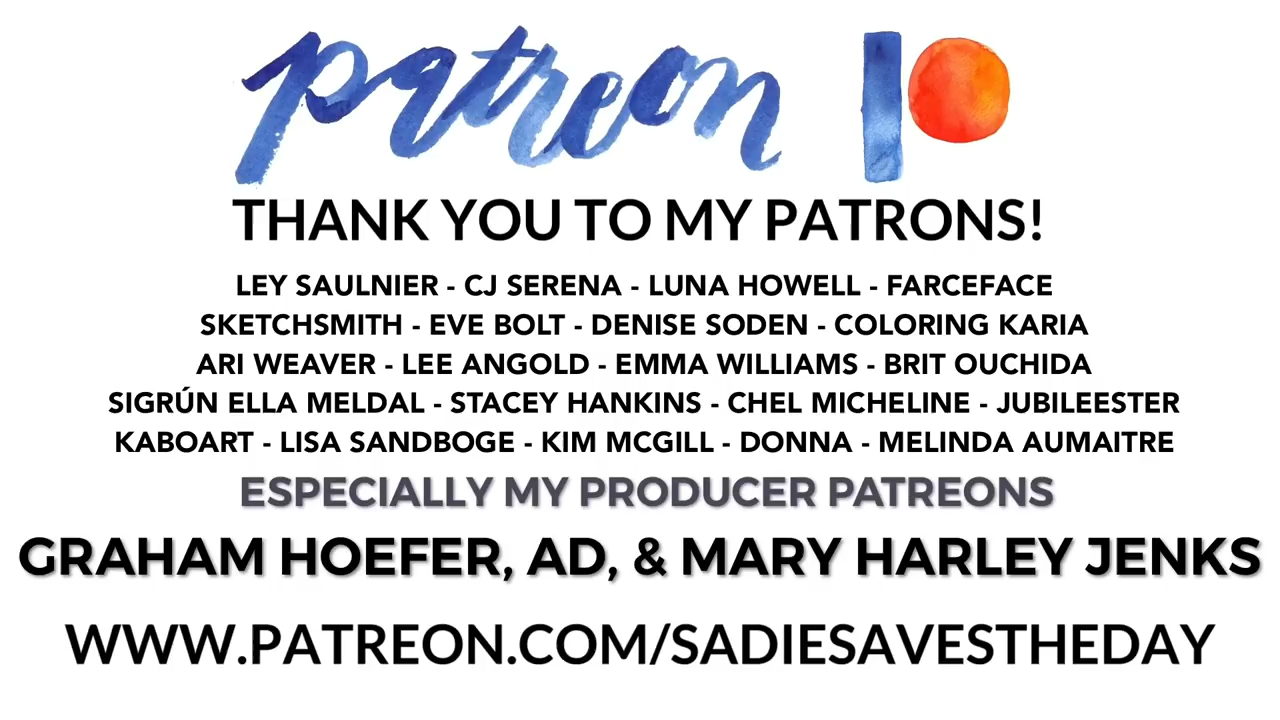 patreon
THANK YOU TO MY PATRONS!
LEY SAULNIER - CJ SERENA - LUNA HOWELL - FARCEFACE
SKETCHSMITH - EVE BOLT - DENISE SODEN - COLORING KARIA
ARI WEAVER - LEE ANGOLD - EMMA WILLIAMS - BRIT OUCHIDA
SIGRÚN ELLA MELDAL - STACEY HANKINS - CHEL MICHELINE - JUBILEESTER
KABOART - LISA SANDBOGE - KIM MCGILL - DONNA - MELINDA AUMAITRE
ESPECIALLY MY PRODUCER PATREONS
GRAHAM HOEFER, AD, & MARY HARLEY JENKS
WWW.PATREON.COM/SADIESAVESTHEDAY